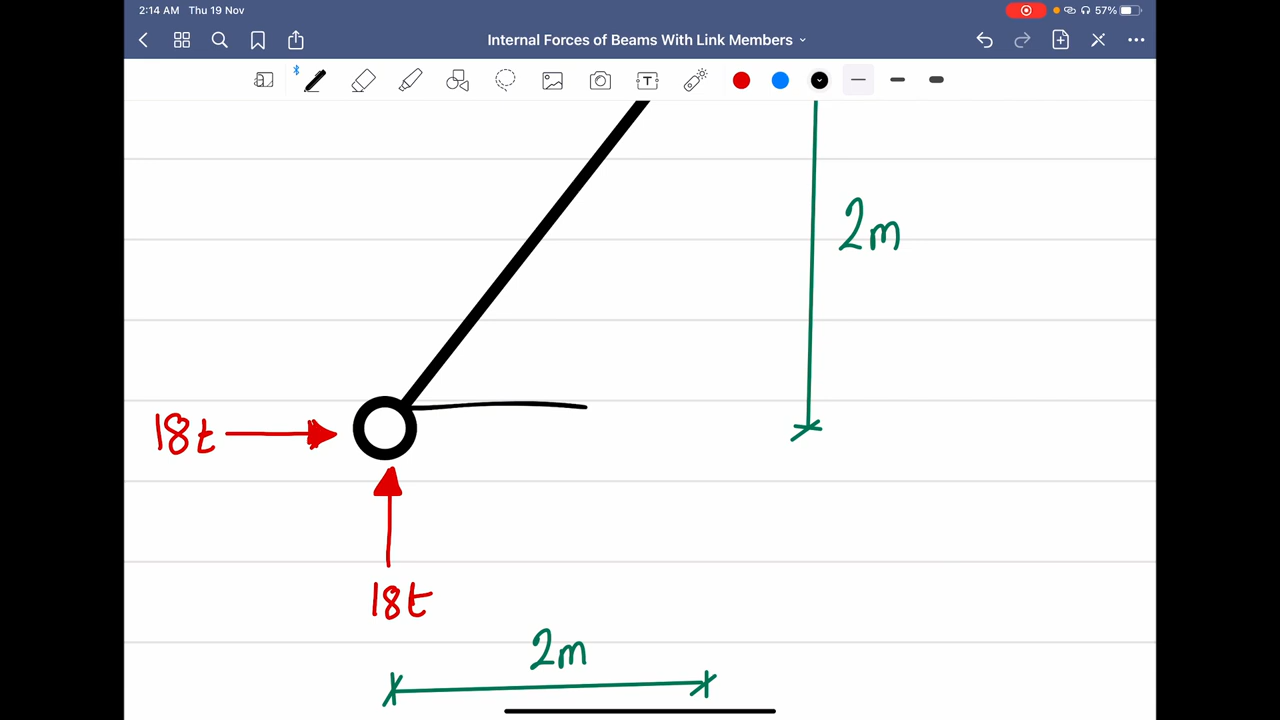 2:14 AM Thu 19 Nov
57%
Internal Forces of Beams With Link Members
T
2m
18t
18t
2m